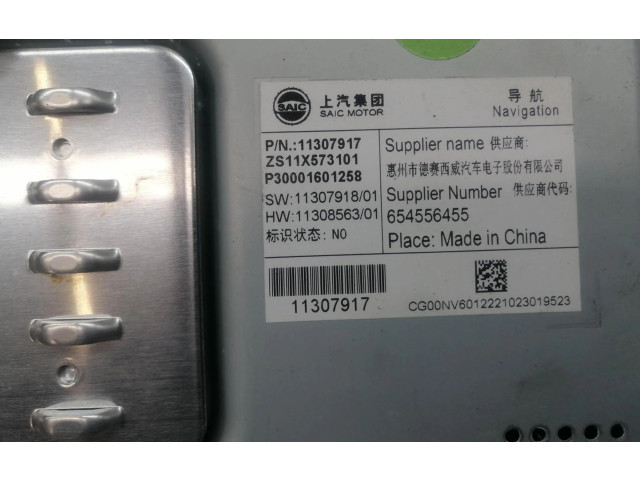 SAIC
上汽集团
SAIC MOTOR
导航
Navigation
P/N.:11307917
ZS11X573101
P30001601258
SW:11307918/01
HW:11308563/01
标识状态: NO
Supplier name 供应商:
惠州市德赛西威汽车电子股份有限公司
Supplier Number 供应商代码:
654556455
Place: Made in China
11307917
CG00NV6012221023019523